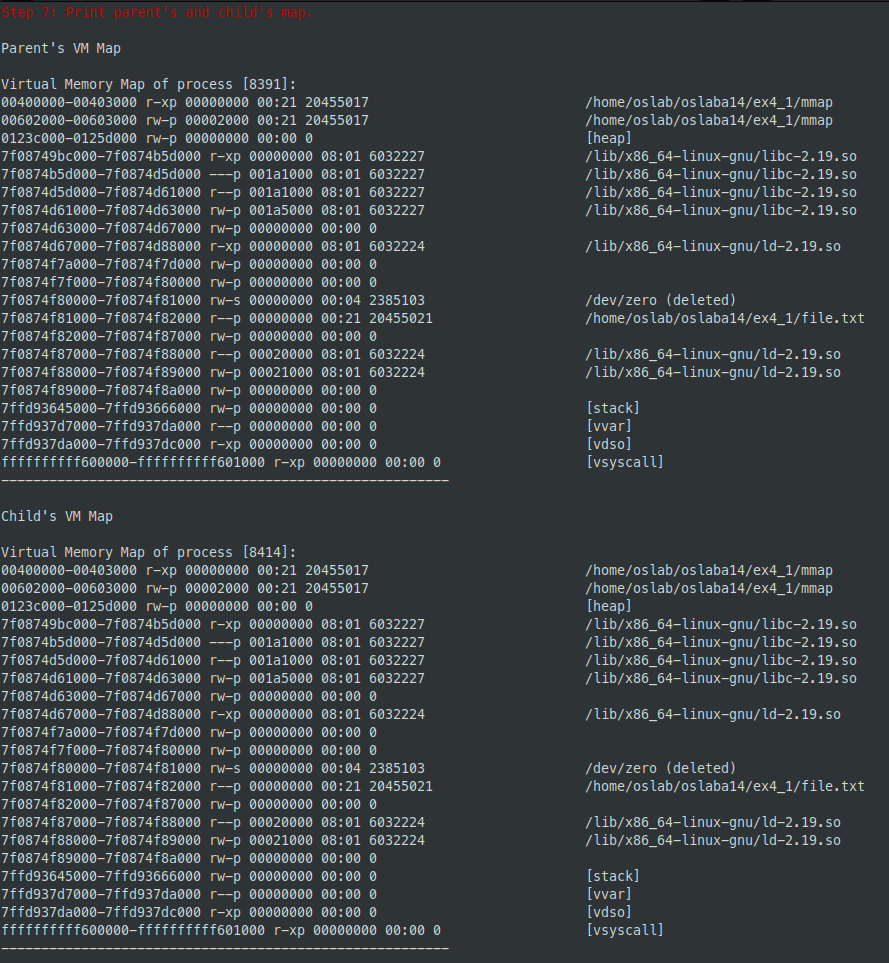 Step 7: Print parent's and child's map.
Parent's VM Map
Virtual Memory Map of process [8391]:
00400000-00403000 r-xp 00000000 00:21 20455017 /home/oslab/oslaba14/ex4_1/mmap
00602000-00603000 rw-p 00002000 00:21 20455017 /home/oslab/oslaba14/ex4_1/mmap
0123c000-0125d000 rw-p 00000000 00:00 0 [heap]
7f08749bc000-7f0874b5d000 r-xp 00000000 08:01 6032227 /lib/x86_64-linux-gnu/libc-2.19.so
7f0874b5d000-7f0874d5d000 ---p 001a1000 08:01 6032227 /lib/x86_64-linux-gnu/libc-2.19.so
7f0874d5d000-7f0874d61000 r--p 001a1000 08:01 6032227 /lib/x86_64-linux-gnu/libc-2.19.so
7f0874d61000-7f0874d63000 rw-p 001a5000 08:01 6032227 /lib/x86_64-linux-gnu/libc-2.19.so
7f0874d63000-7f0874d67000 rw-p 00000000 00:00 0
7f0874d67000-7f0874d88000 r-xp 00000000 08:01 6032224 /lib/x86_64-linux-gnu/ld-2.19.so
7f0874f7a000-7f0874f7d000 rw-p 00000000 00:00 0
7f0874f7f000-7f0874f80000 rw-p 00000000 00:00 0
7f0874f80000-7f0874f81000 rw-s 00000000 00:04 2385103 /dev/zero (deleted)
7f0874f81000-7f0874f82000 r--p 00000000 00:21 20455021 /home/oslab/oslaba14/ex4_1/file.txt
7f0874f82000-7f0874f87000 rw-p 00000000 00:00 0
7f0874f87000-7f0874f88000 r--p 00020000 08:01 6032224 /lib/x86_64-linux-gnu/ld-2.19.so
7f0874f88000-7f0874f89000 rw-p 00021000 08:01 6032224 /lib/x86_64-linux-gnu/ld-2.19.so
7f0874f89000-7f0874f8a000 rw-p 00000000 00:00 0
7ffd93645000-7ffd93666000 rw-p 00000000 00:00 0 [stack]
7ffd937d7000-7ffd937da000 r--p 00000000 00:00 0 [vvar]
7ffd937da000-7ffd937dc000 r-xp 00000000 00:00 0 [vdso]
ffffffffff600000-ffffffffff601000 r-xp 00000000 00:00 0 [vsyscall]
--------------------------------------------------------
Child's VM Map
Virtual Memory Map of process [8414]:
00400000-00403000 r-xp 00000000 00:21 20455017 /home/oslab/oslaba14/ex4_1/mmap
00602000-00603000 rw-p 00002000 00:21 20455017 /home/oslab/oslaba14/ex4_1/mmap
0123c000-0125d000 rw-p 00000000 00:00 0 [heap]
7f08749bc000-7f0874b5d000 r-xp 00000000 08:01 6032227 /lib/x86_64-linux-gnu/libc-2.19.so
7f0874b5d000-7f0874d5d000 ---p 001a1000 08:01 6032227 /lib/x86_64-linux-gnu/libc-2.19.so
7f0874d5d000-7f0874d61000 r--p 001a1000 08:01 6032227 /lib/x86_64-linux-gnu/libc-2.19.so
7f0874d61000-7f0874d63000 rw-p 001a5000 08:01 6032227 /lib/x86_64-linux-gnu/libc-2.19.so
7f0874d63000-7f0874d67000 rw-p 00000000 00:00 0
7f0874d67000-7f0874d88000 r-xp 00000000 08:01 6032224 /lib/x86_64-linux-gnu/ld-2.19.so
7f0874f7a000-7f0874f7d000 rw-p 00000000 00:00 0
7f0874f7f000-7f0874f80000 rw-p 00000000 00:00 0
7f0874f80000-7f0874f81000 rw-s 00000000 00:04 2385103 /dev/zero (deleted)
7f0874f81000-7f0874f82000 r--p 00000000 00:21 20455021 /home/oslab/oslaba14/ex4_1/file.txt
7f0874f82000-7f0874f87000 rw-p 00000000 00:00 0
7f0874f87000-7f0874f88000 r--p 00020000 08:01 6032224 /lib/x86_64-linux-gnu/ld-2.19.so
7f0874f88000-7f0874f89000 rw-p 00021000 08:01 6032224 /lib/x86_64-linux-gnu/ld-2.19.so
7f0874f89000-7f0874f8a000 rw-p 00000000 00:00 0
7ffd93645000-7ffd93666000 rw-p 00000000 00:00 0 [stack]
7ffd937d7000-7ffd937da000 r--p 00000000 00:00 0 [vvar]
7ffd937da000-7ffd937dc000 r-xp 00000000 00:00 0 [vdso]
ffffffffff600000-ffffffffff601000 r-xp 00000000 00:00 0 [vsyscall]
--------------------------------------------------------